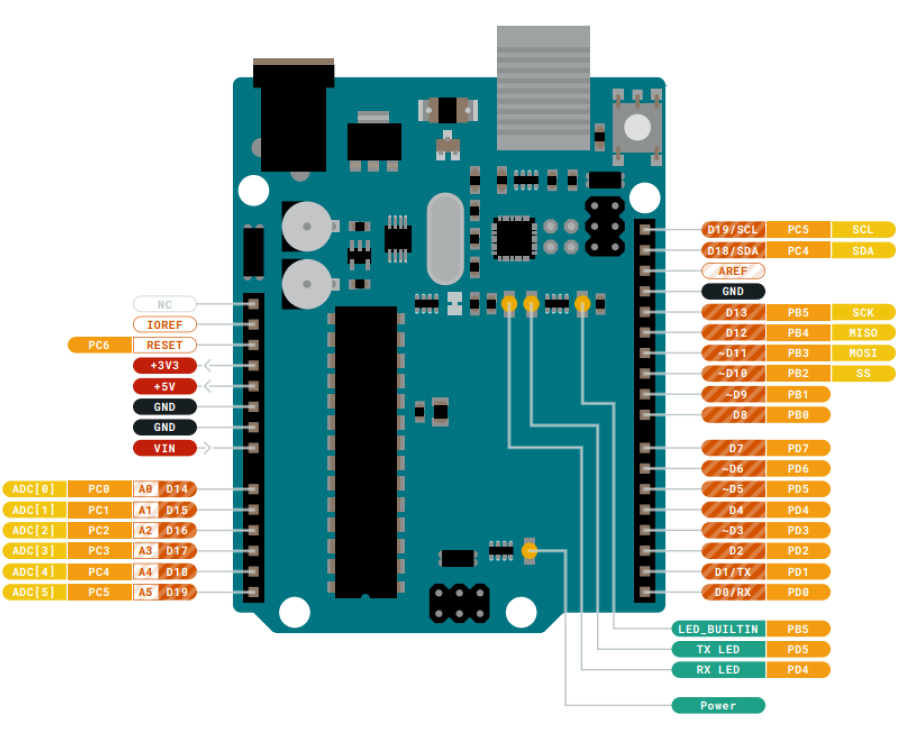 NC
IOREF
PC6 RESET
+3V3
+5V
GND
GND
VIN
ADC[0] PC0 A0 D14
ADC[1] PC1 A1 D15
ADC[2] PC2 A2 D16
ADC[3] PC3 A3 D17
ADC[4] PC4 A4 D18
ADC[5] PC5 A5 D19
D19/SCL PC5 SCL
D18/SDA PC4 SDA
AREF
GND
D13 PB5 SCK
D12 PB4 MISO
~D11 PB3 MOSI
~D10 PB2 SS
~D9 PB1
D8 PB0
D7 PD7
~D6 PD6
~D5 PD5
D4 PD4
~D3 PD3
D2 PD2
D1/TX PD1
D0/RX PD0
LED_BUILTIN PB5
TX LED PD5
RX LED PD4
Power